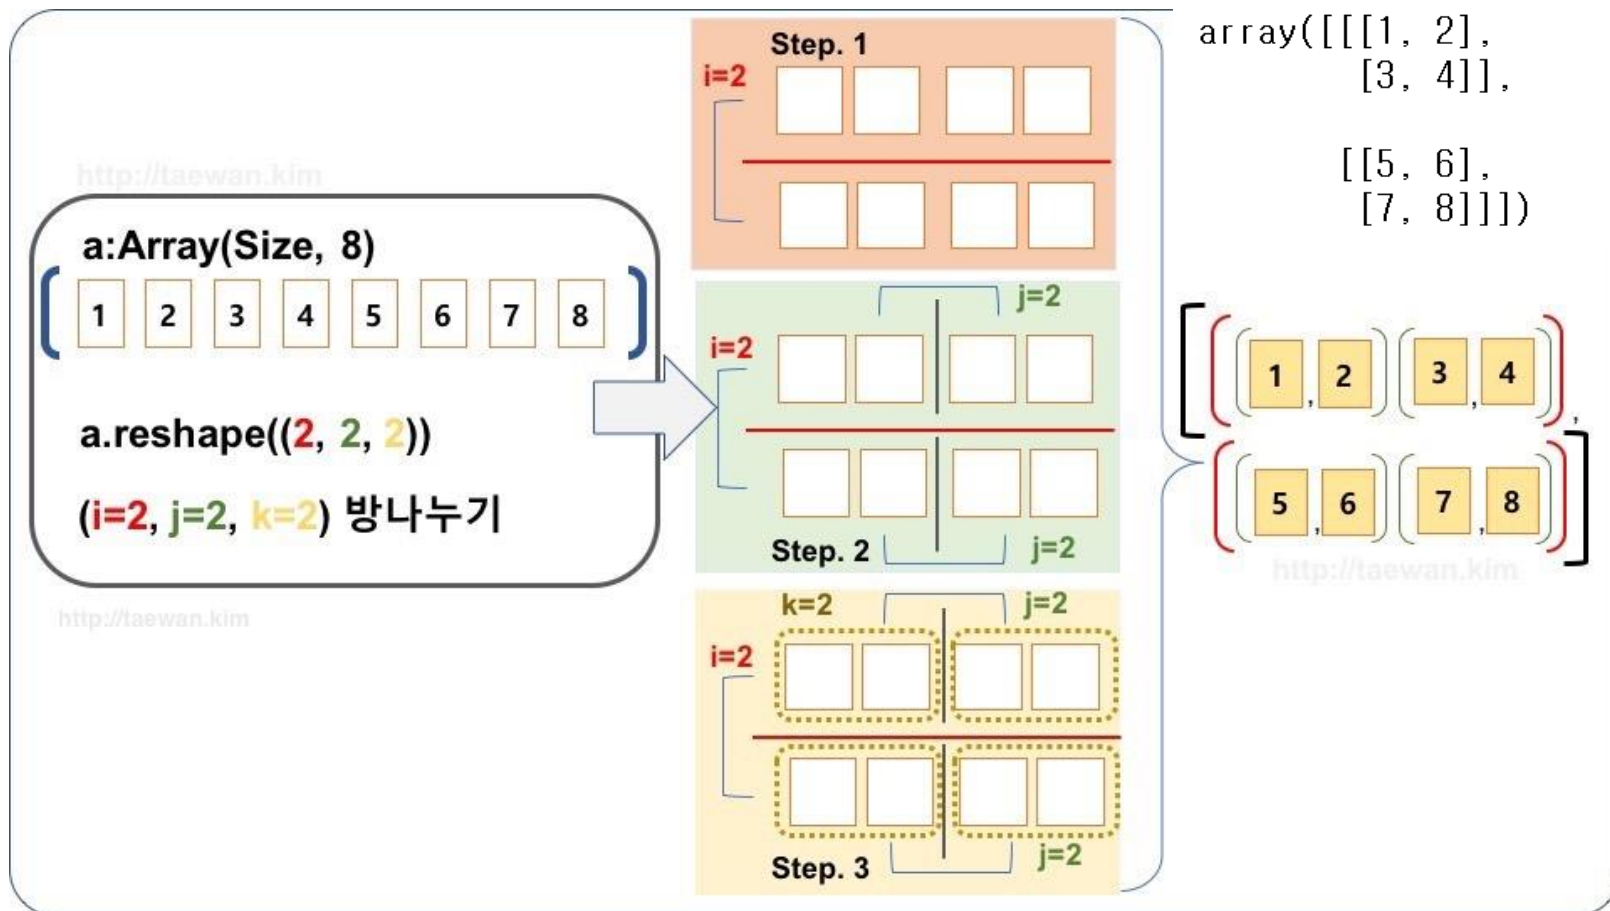 http://taewan.kim
a:Array(Size, 8)
1 2 3 4 5 6 7 8
a.reshape((2, 2, 2))
(i=2, j=2, k=2) 방나누기
http://taewan.kim
Step. 1
i=2
j=2
i=2
Step. 2
j=2
k=2
j=2
i=2
Step. 3
j=2
array([[[1, 2],
[3, 4]],
[[5, 6],
[7, 8]]])
1 , 2 3 , 4 ,
5 , 6 7 , 8
http://taewan.kim